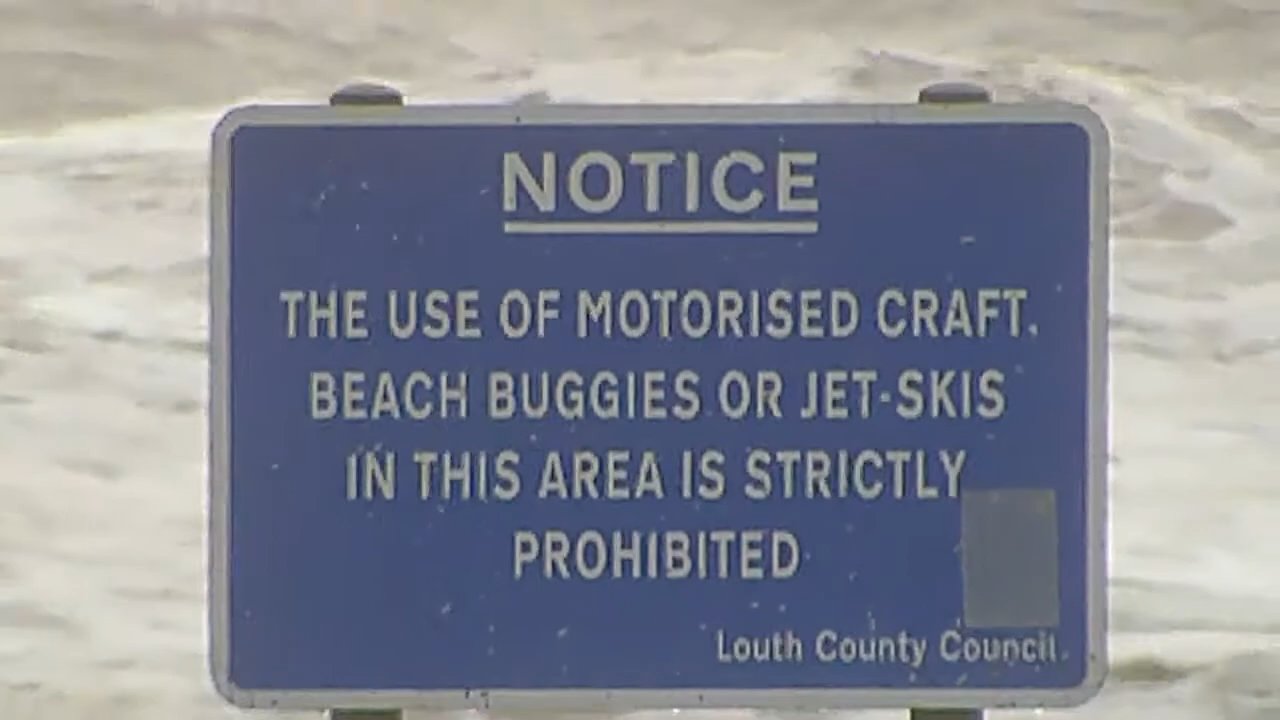 NOTICE
THE USE OF MOTORISED CRAFT.
BEACH BUGGIES OR JET-SKIS
IN THIS AREA IS STRICTLY
PROHIBITED
Louth County Council.